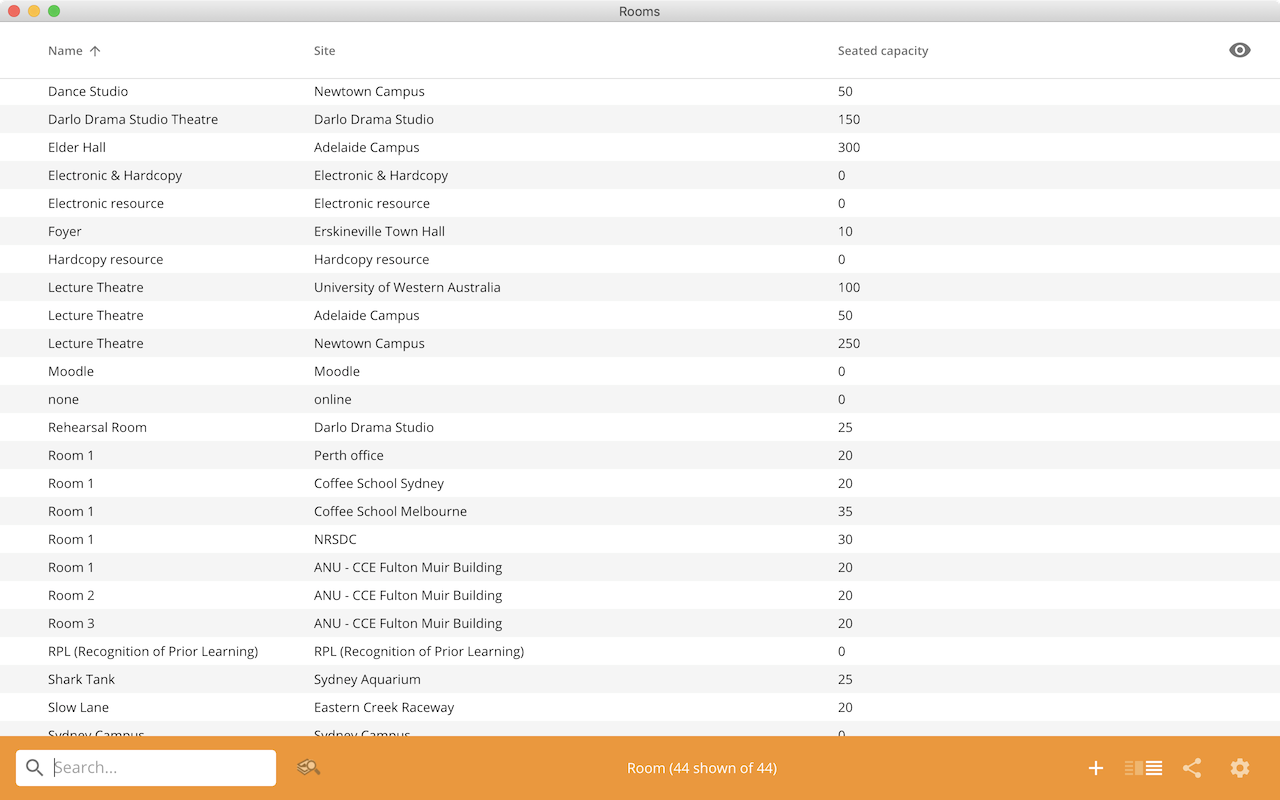 Rooms
Name Site Seated capacity
Dance Studio Newtown Campus 50
Darlo Drama Studio Theatre Darlo Drama Studio 150
Elder Hall Adelaide Campus 300
Electronic & Hardcopy Electronic & Hardcopy 0
Electronic resource Electronic resource 0
Foyer Erskineville Town Hall 10
Hardcopy resource Hardcopy resource 0
Lecture Theatre University of Western Australia 100
Lecture Theatre Adelaide Campus 50
Lecture Theatre Newtown Campus 250
Moodle Moodle 0
none online 0
Rehearsal Room Darlo Drama Studio 25
Room 1 Perth office 20
Room 1 Coffee School Sydney 20
Room 1 Coffee School Melbourne 35
Room 1 NRSDC 30
Room 1 ANU - CCE Fulton Muir Building 20
Room 2 ANU - CCE Fulton Muir Building 20
Room 3 ANU - CCE Fulton Muir Building 20
RPL (Recognition of Prior Learning) RPL (Recognition of Prior Learning) 0
Shark Tank Sydney Aquarium 25
Slow Lane Eastern Creek Raceway 20
Sydney Campus Sydney Campus 0
Search... Room (44 shown of 44)